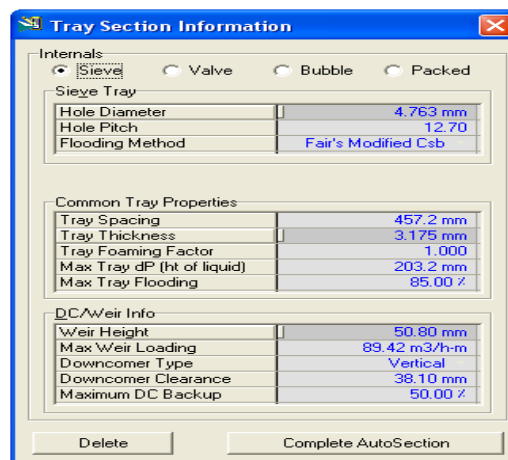 Tray Section Information
Internals
Sieve Valve Bubble Packed
Sieve Tray
Hole Diameter 4.763 mm
Hole Pitch 12.70
Flooding Method Fair's Modified Csb
Common Tray Properties
Tray Spacing 457.2 mm
Tray Thickness 3.175 mm
Tray Foaming Factor 1.000
Max Tray dP (ht of liquid) 203.2 mm
Max Tray Flooding 85.00 %
DC/Weir Info
Weir Height 50.80 mm
Max Weir Loading 89.42 m3/h-m
Downcomer Type Vertical
Downcomer Clearance 38.10 mm
Maximum DC Backup 50.00 %
Delete Complete AutoSection